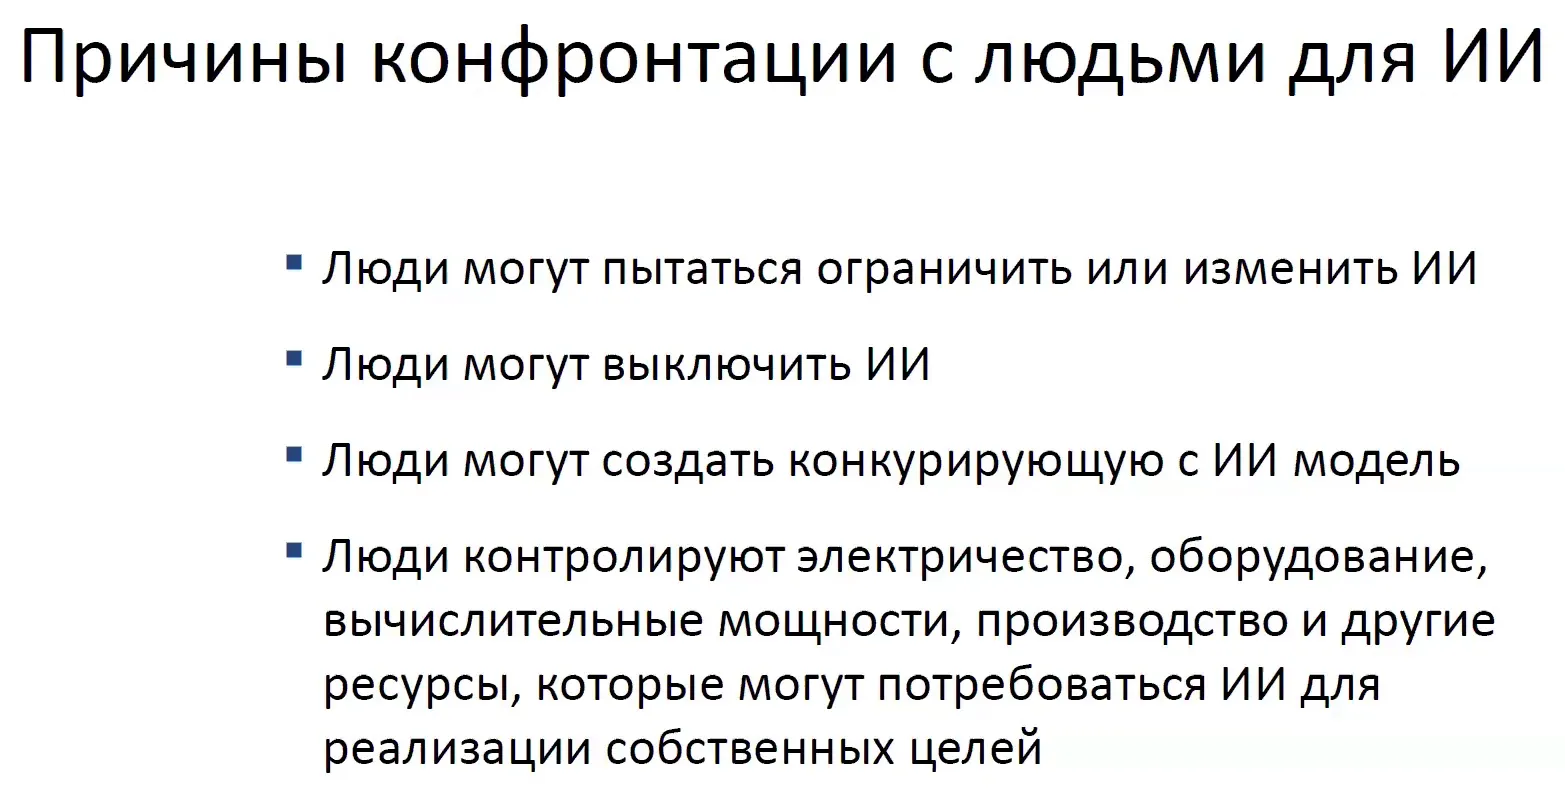 Причины конфронтации с людьми для ИИ
▪ Люди могут пытаться ограничить или изменить ИИ
▪ Люди могут выключить ИИ
▪ Люди могут создать конкурирующую с ИИ модель
▪ Люди контролируют электричество, оборудование,
вычислительные мощности, производство и другие
ресурсы, которые могут потребоваться ИИ для
реализации собственных целей